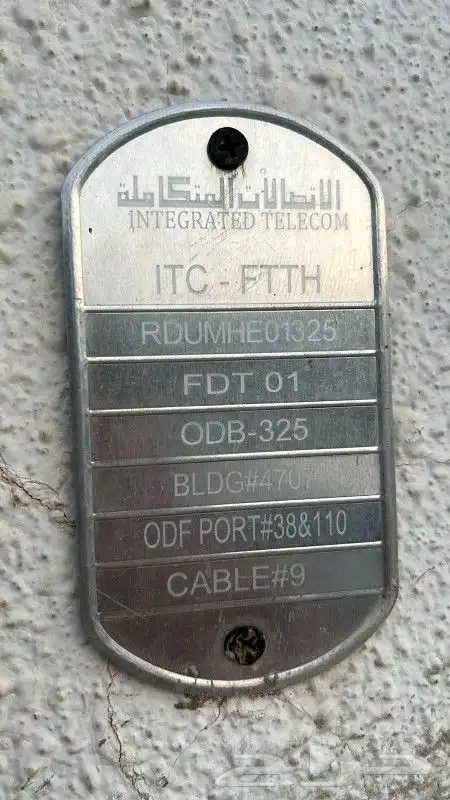 الاتصالات المتكاملة
INTEGRATED TELECOM
ITC - FTTH
RDUMHE01325
FDT 01
ODB-325
BLDG#4707
ODF PORT#38&110
CABLE#9
حراج